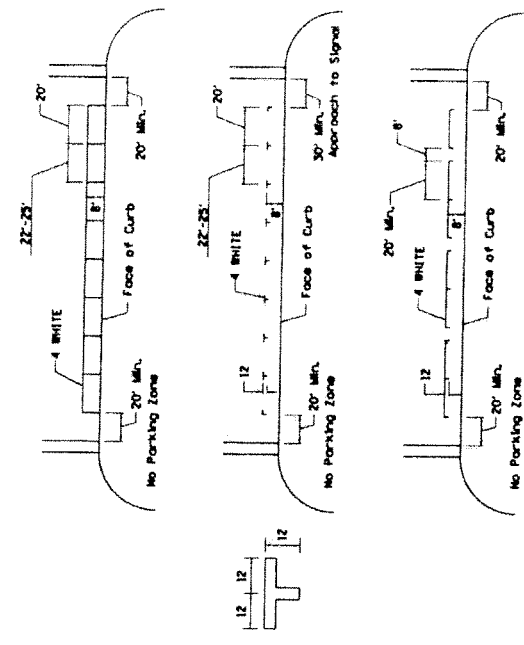 22'-25'
20'
4 WHITE
8'
Face of Curb
20' Min.
No Parking Zone
20' Min.
22'-25'
20'
4 WHITE
12
8'
Face of Curb
20' Min.
No Parking Zone
30' Min.
Approach to Signal
20' Min.
8'
4 WHITE
12
8'
Face of Curb
20' Min.
No Parking Zone
20' Min.
12
12
12